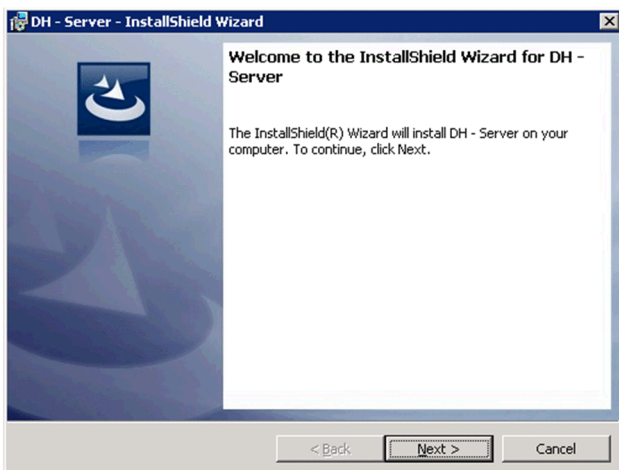 DH - Server - InstallShield Wizard
Welcome to the InstallShield Wizard for DH -
Server
The InstallShield(R) Wizard will install DH - Server on your
computer. To continue, click Next.
< Back
Next >
Cancel